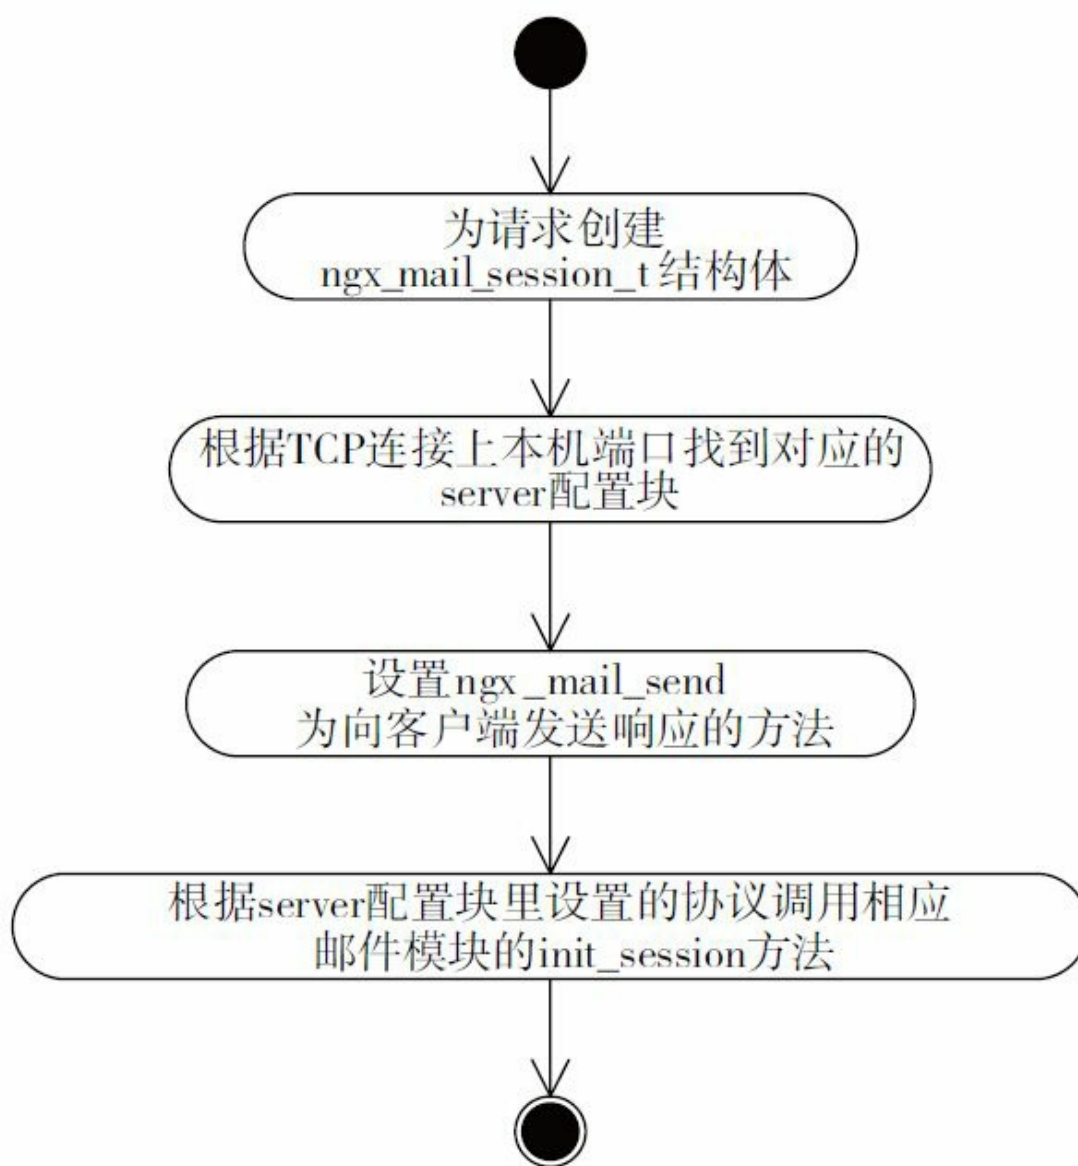 为请求创建
ngx_mail_session_t结构体
根据TCP连接上本机端口找到对应的
server配置块
设置ngx_mail_send
为向客户端发送响应的方法
根据server配置块里设置的协议调用相应
邮件模块的init_session方法